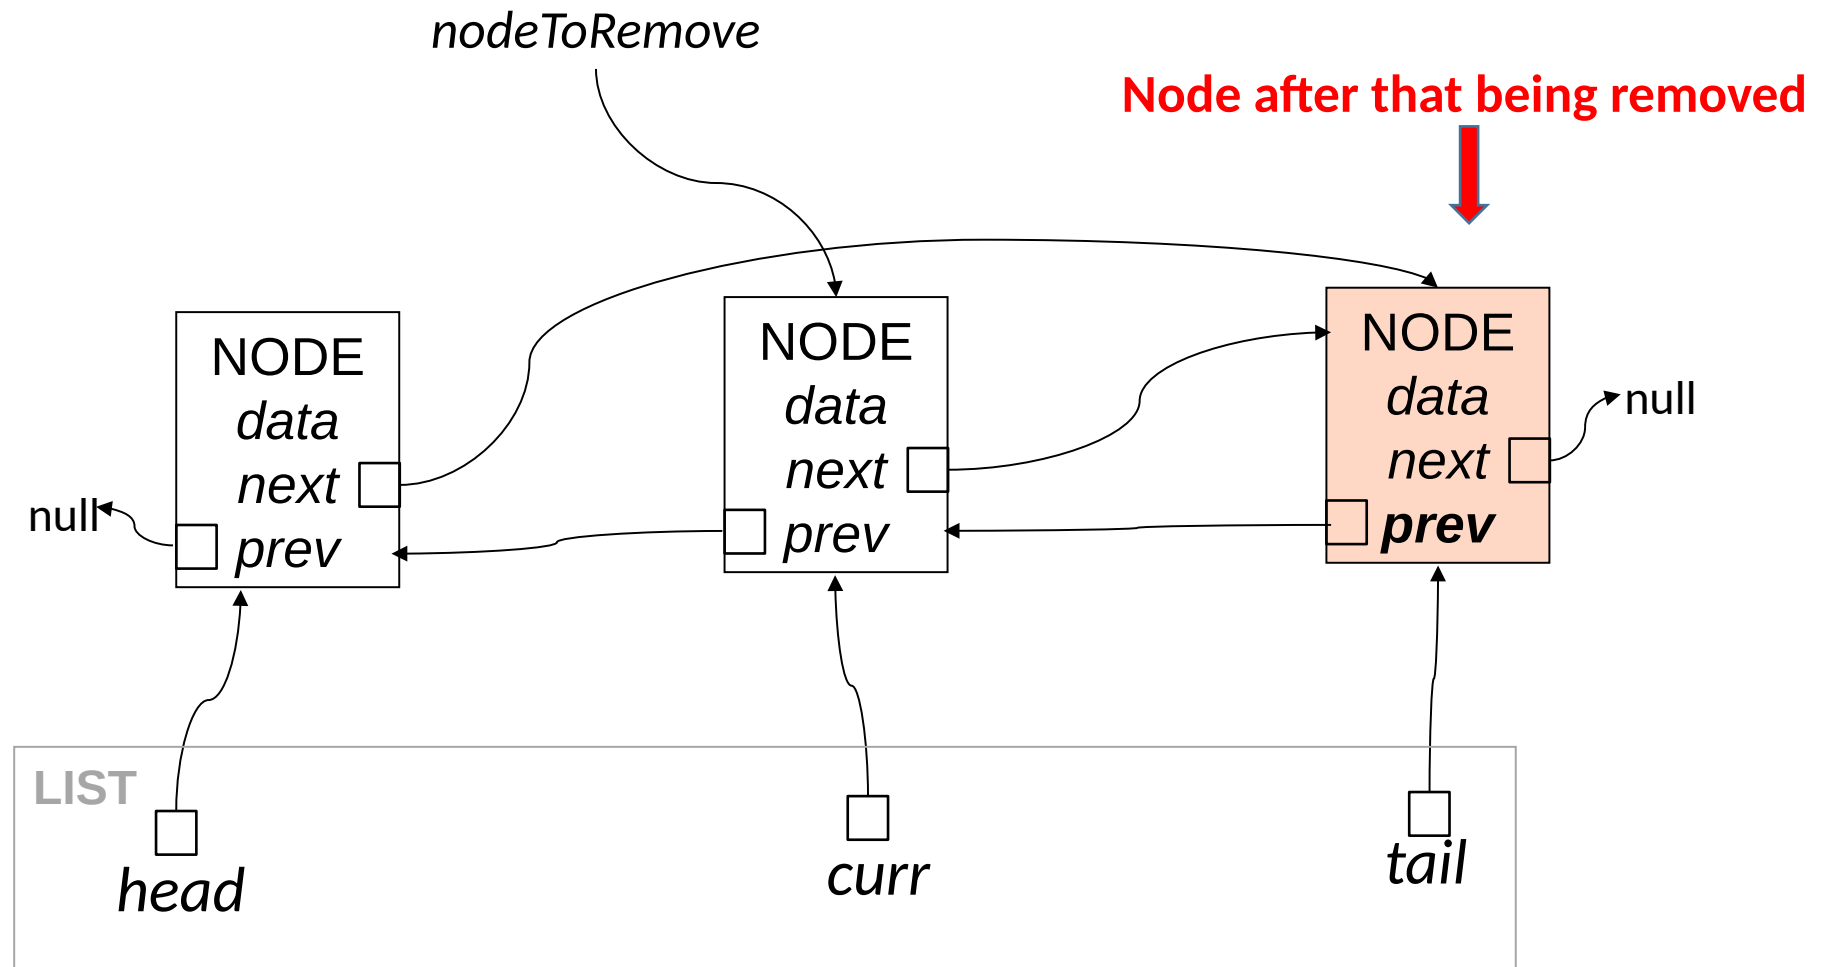 nodeToRemove
Node after that being removed
NODE
data
next
prev
NODE
data
next
prev
NODE
data
next
prev
null
null
LIST
head
curr
tail